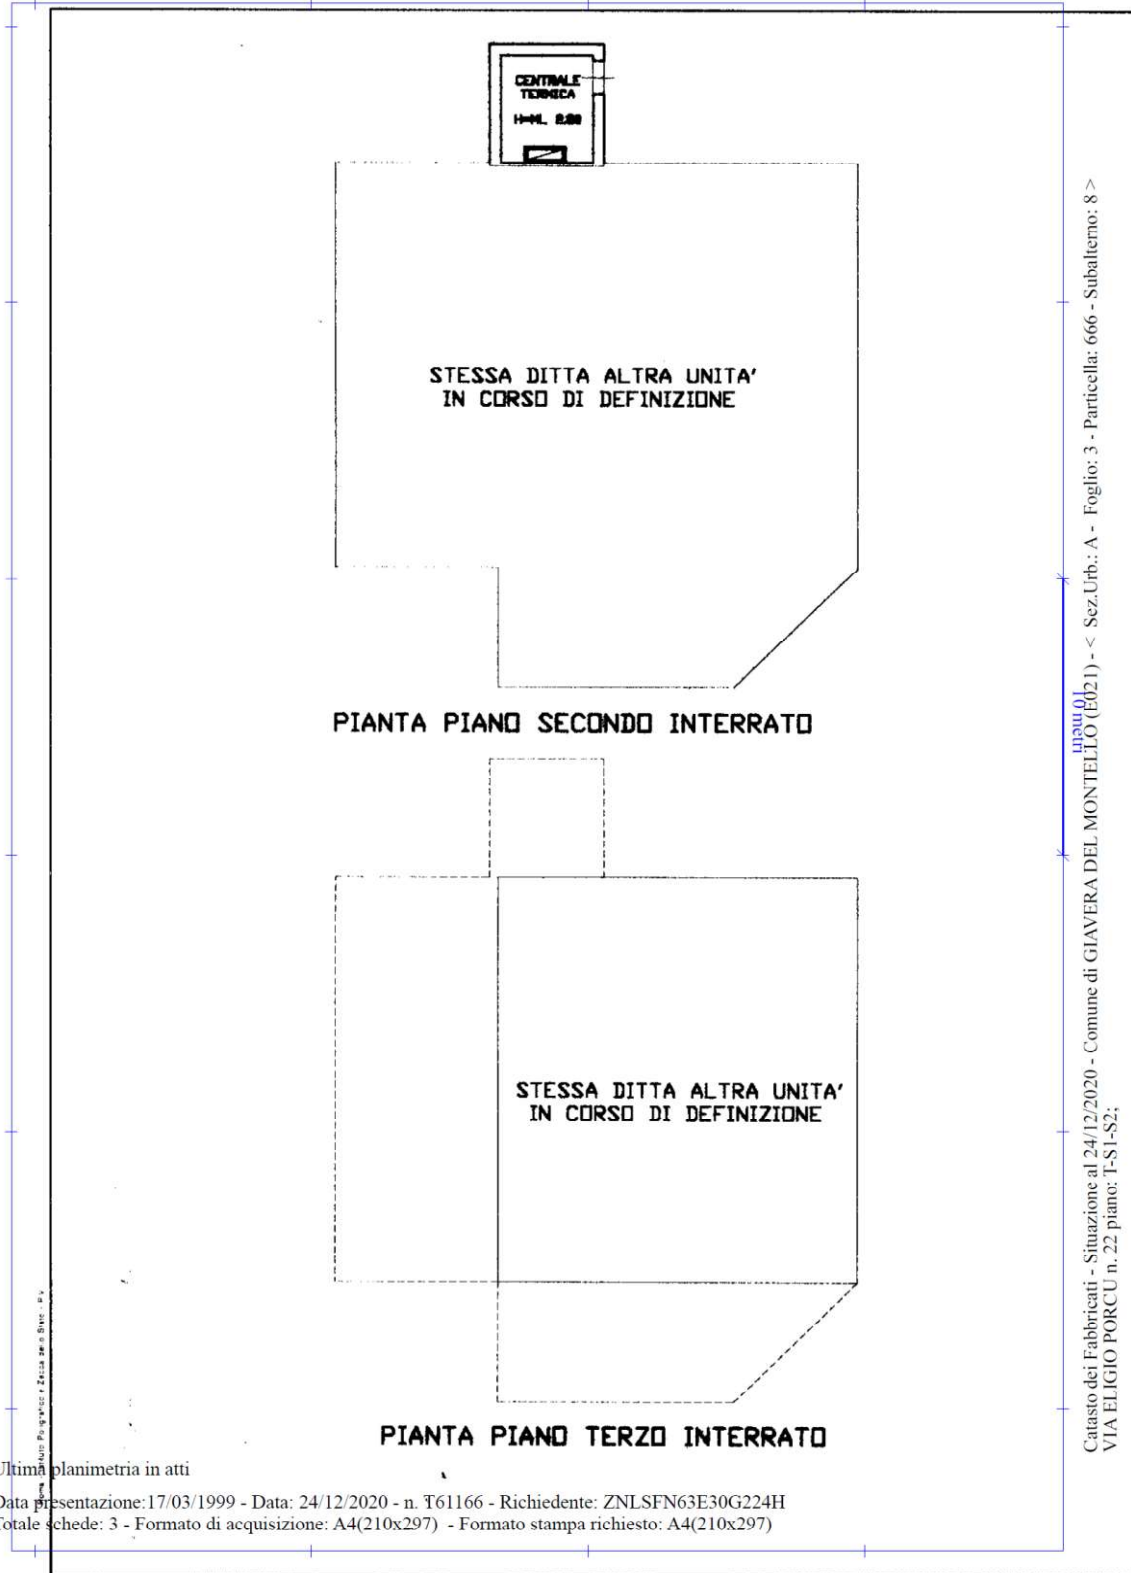 CENTRALE
TERMICA
STESSA DITTA ALTRA UNITA'
IN CORSO DI DEFINIZIONE
PIANTA PIANO SECONDO INTERRATO
STESSA DITTA ALTRA UNITA'
IN CORSO DI DEFINIZIONE
PIANTA PIANO TERZO INTERRATO
Ultima planimetria in atti
Data presentazione:17/03/1999 - Data: 24/12/2020 - n. T61166 - Richiedente: ZNLSFN63E30G224H
Totale schede: 3 - Formato di acquisizione: A4(210x297) - Formato stampa richiesto: A4(210x297)
10 metri
Catasto dei Fabbricati - Situazione al 24/12/2020 - Comune di GIAVERA DEL MONTELLO (E021) - < Sez.Urb.: A - Foglio: 3 - Particella: 666 - Subalterno: 8 >
VIA ELIGIO PORCU n. 22 piano: T-S1-S2;